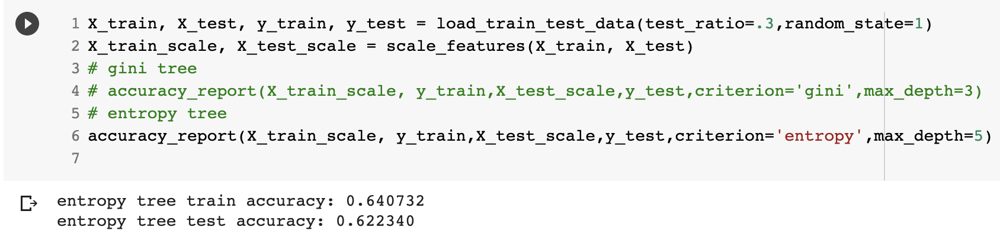 1 X_train, X_test, y_train, y_test = load_train_test_data(test_ratio=.3,random_state=1)
2 X_train_scale, X_test_scale = scale_features(X_train, X_test)
3 # gini tree
4 # accuracy_report(X_train_scale, y_train,X_test_scale,y_test,criterion='gini',max_depth=3)
5 # entropy tree
6 accuracy_report(X_train_scale, y_train,X_test_scale,y_test,criterion='entropy',max_depth=5)
7
entropy tree train accuracy: 0.640732
entropy tree test accuracy: 0.622340